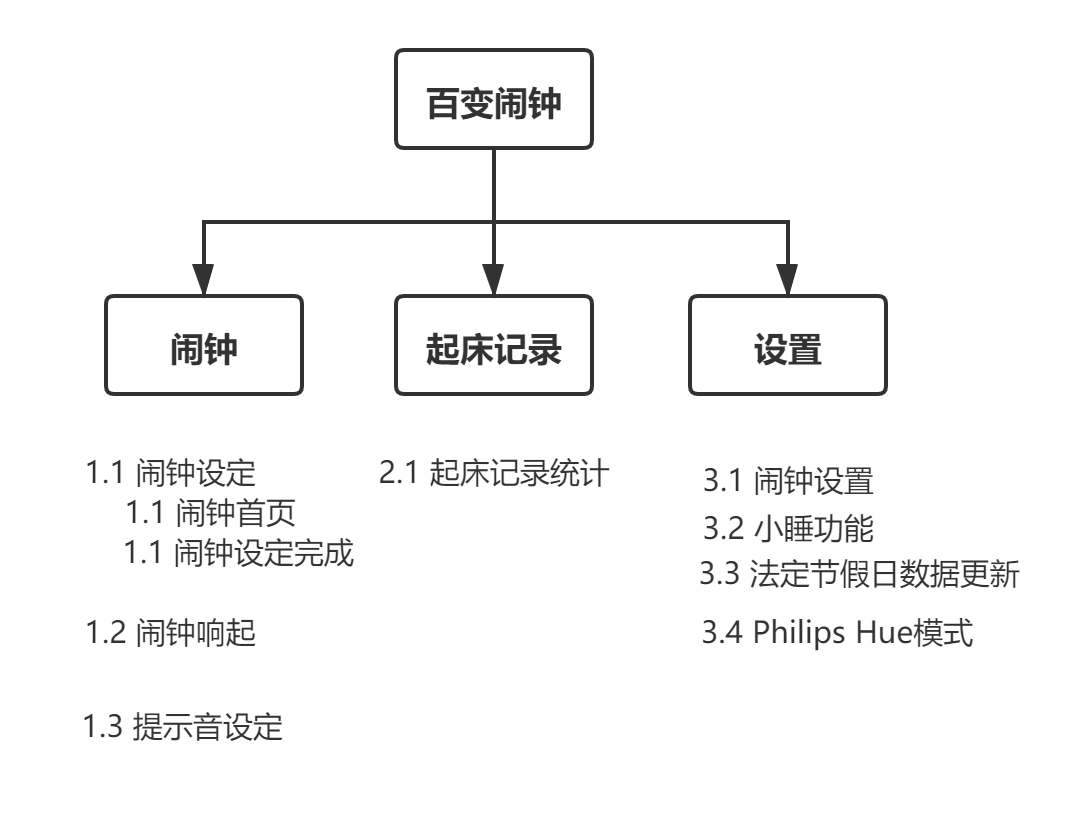 百变闹钟
闹钟
起床记录
设置
1.1 闹钟设定
1.1 闹钟首页
1.1 闹钟设定完成
1.2 闹钟响起
1.3 提示音设定
2.1 起床记录统计
3.1 闹钟设置
3.2 小睡功能
3.3 法定节假日数据更新
3.4 Philips Hue模式